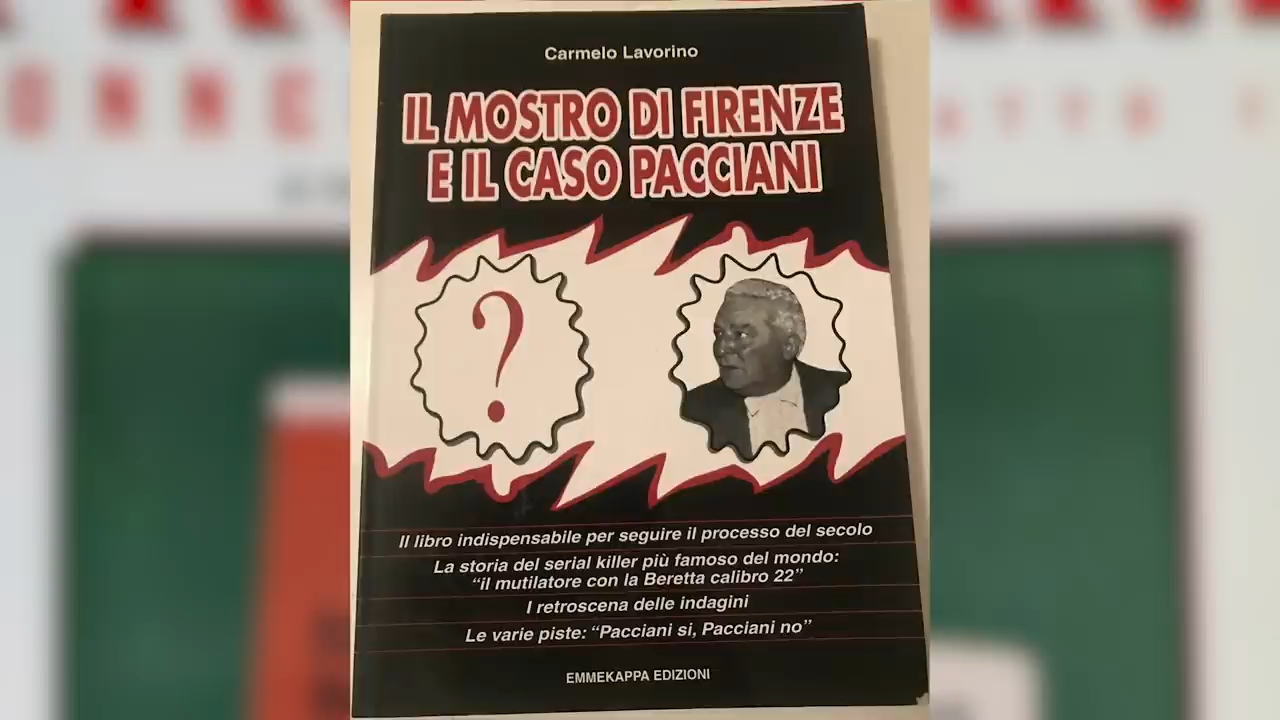 Carmelo Lavorino
IL MOSTRO DI FIRENZE
E IL CASO PACCIANI
?
Il libro indispensabile per seguire il processo del secolo
La storia del serial killer più famoso del mondo:
"il mutilatore con la Beretta calibro 22"
I retroscena delle indagini
Le varie piste: "Pacciani si, Pacciani no"
EMMEKAPPA EDIZIONI